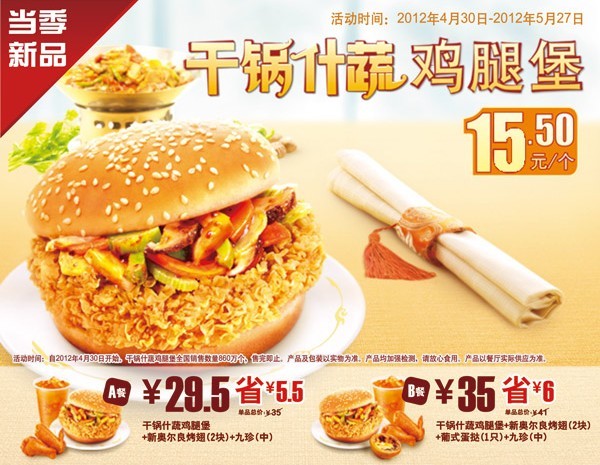 当季
新品
活动时间：2012年4月30日-2012年5月27日
干锅什蔬鸡腿堡
15.50
元/个
活动时间：自2012年4月30日开始，干锅什蔬鸡腿堡全国销售数量860万个，售完即止。产品及包装以实物为准。产品均加强检测，请放心食用。产品以餐厅实际供应为准。
A餐 ¥29.5 省¥5.5
单品总价：¥35
干锅什蔬鸡腿堡
+新奥尔良烤翅(2块)+九珍(中)
B餐 ¥35 省¥6
单品总价：¥41
干锅什蔬鸡腿堡+新奥尔良烤翅(2块)
+葡式蛋挞(1只)+九珍(中)